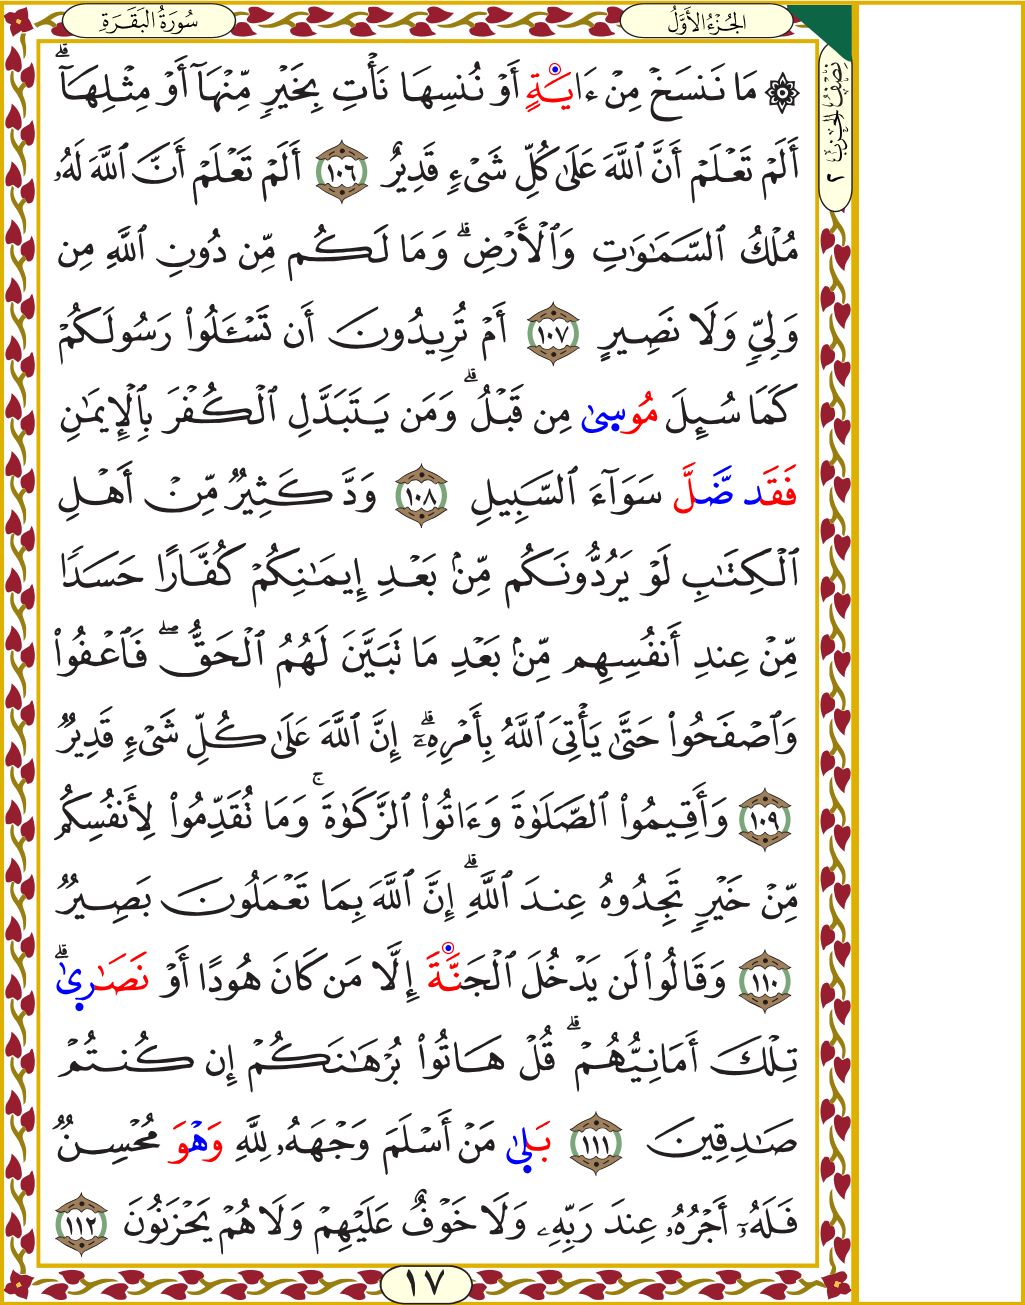 سُورَةُ البَقَرَةِ
الجُزْءُ الأَوَّلُ
نِصْفُ الحِزْبِ ٢
۞ مَا نَنسَخْ مِنْ ءَايَةٍ أَوْ نُنسِهَا نَأْتِ بِخَيْرٍ مِّنْهَآ أَوْ مِثْلِهَآ ۗ
أَلَمْ تَعْلَمْ أَنَّ ٱللَّهَ عَلَىٰ كُلِّ شَىْءٍ قَدِيرٌ ١٠٦ أَلَمْ تَعْلَمْ أَنَّ ٱللَّهَ لَهُۥ
مُلْكُ ٱلسَّمَٰوَٰتِ وَٱلْأَرْضِ ۗ وَمَا لَكُم مِّن دُونِ ٱللَّهِ مِن
وَلِىٍّ وَلَا نَصِيرٍ ١٠٧ أَمْ تُرِيدُونَ أَن تَسْـَٔلُوا۟ رَسُولَكُمْ
كَمَا سُئِلَ مُوسىٰ مِن قَبْلُ ۗ وَمَن يَتَبَدَّلِ ٱلْكُفْرَ بِٱلْإِيمَٰنِ
فَقَد ضَّلَّ سَوَآءَ ٱلسَّبِيلِ ١٠٨ وَدَّ كَثِيرٌ مِّنْ أَهْلِ
ٱلْكِتَٰبِ لَوْ يَرُدُّونَكُم مِّنۢ بَعْدِ إِيمَٰنِكُمْ كُفَّارًا حَسَدًا
مِّنْ عِندِ أَنفُسِهِم مِّنۢ بَعْدِ مَا تَبَيَّنَ لَهُمُ ٱلْحَقُّ ۖ فَٱعْفُوا۟
وَٱصْفَحُوا۟ حَتَّىٰ يَأْتِىَ ٱللَّهُ بِأَمْرِهِۦٓ ۗ إِنَّ ٱللَّهَ عَلَىٰ كُلِّ شَىْءٍ قَدِيرٌ
١٠٩ وَأَقِيمُوا۟ ٱلصَّلَوٰةَ وَءَاتُوا۟ ٱلزَّكَوٰةَ ۚ وَمَا تُقَدِّمُوا۟ لِأَنفُسِكُم
مِّنْ خَيْرٍ تَجِدُوهُ عِندَ ٱللَّهِ ۗ إِنَّ ٱللَّهَ بِمَا تَعْمَلُونَ بَصِيرٌ
١١٠ وَقَالُوا۟ لَن يَدْخُلَ ٱلْجَنَّةَ إِلَّا مَن كَانَ هُودًا أَوْ نَصَٰرىٰ ۗ
تِلْكَ أَمَانِيُّهُمْ ۗ قُلْ هَاتُوا۟ بُرْهَٰنَكُمْ إِن كُنتُمْ
صَٰدِقِينَ ١١١ بَلىٰ مَنْ أَسْلَمَ وَجْهَهُۥ لِلَّهِ وَهْوَ مُحْسِنٌ
فَلَهُۥٓ أَجْرُهُۥ عِندَ رَبِّهِۦ وَلَا خَوْفٌ عَلَيْهِمْ وَلَا هُمْ يَحْزَنُونَ ١١٢
١٧